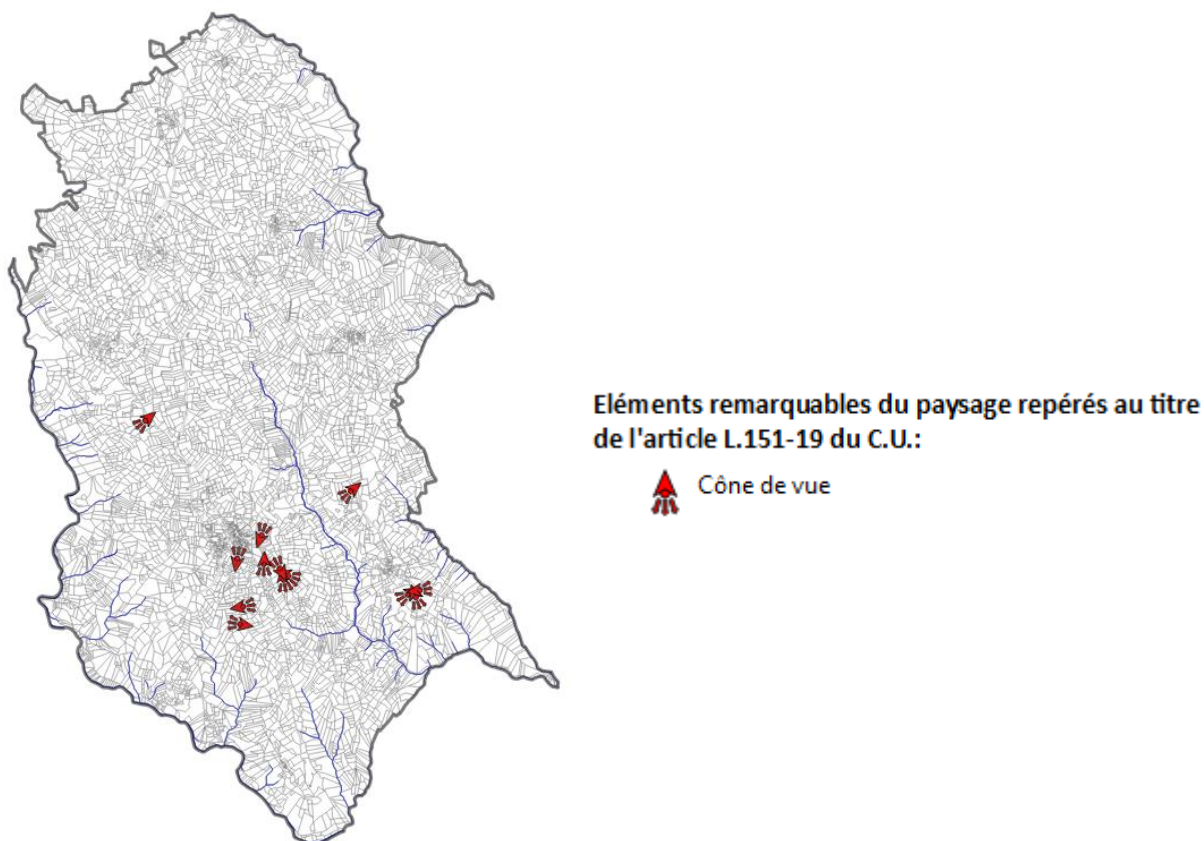 Eléments remarquables du paysage repérés au titre
de l'article L.151-19 du C.U.:
Cône de vue